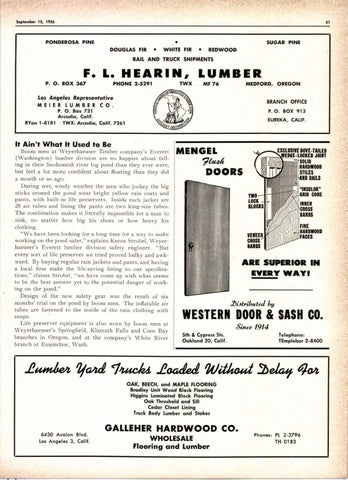 September 15, 1956
61
PONDEROSA PINE • SUGAR PINE
DOUGLAS FIR • WHITE FIR • REDWOOD
RAIL AND TRUCK SHIPMENTS
F. L. HEARIN, LUMBER
P. O. BOX 367 PHONE 2-5291 TWX MF 76 MEDFORD, OREGON
Los Angeles Representative
MEIER LUMBER CO.
P. O. Box 731
Arcadia, Calif.
RYan 1-8181 TWX: Arcadia, Calif. 7261
BRANCH OFFICE
P. O. BOX 913
EUREKA, CALIF.
It Ain't What It Used to Be
Boom men at Weyerhaeuser Timber company's Everett
(Washington) lumber division are no happier about fall-
ing in their Snohomish river log pond than they ever were,
but feel a lot more confident about floating than they did
a month or so ago.
During wet, windy weather the men who jockey the big
sticks around the pond wear bright yellow rain coats and
pants, with built-in life preservers. Inside each jacket are
28 air tubes and lining the pants are two king-size tubes.
The combination makes it literally impossible for a man to
sink, no matter how big his shoes or how heavy his
clothing.
"We have been looking for a long time for a way to make
working on the pond safer," explains Keene Strobel, Weyer-
haeuser's Everett lumber division safety engineer. "But
every sort of life preserver we tried proved bulky and awk-
ward. By buying regular rain jackets and pants, and having
a local firm make the life-saving lining to our specifica-
tions," claims Strobel, "we have come up with what seems
to be the best answer yet to the potential danger of work-
ing on the pond."
Design of the new safety gear was the result of six
months' trial on the pond by boom men. The inflatable air
tubes are fastened to the inside of the rain clothing with
snaps.
Life preserver equipment is also worn by boom men at
Weyerhaeuser's Springfield, Klamath Falls and Coos Bay
branches in Oregon, and at the company's White River
branch at Enumclaw, Wash.
MENGEL
Flush
DOORS
EXCLUSIVE DOVE-TAILED
WEDGE-LOCKED JOINT
SOLID
HARDWOOD
STILES
AND RAILS
"INSULOK"
GRID CORE
TWO
LOCK
BLOCKS
INNER
CROSS
BANDS
FINE
HARDWOOD
FACES
VENEER
CROSS
BANDS
ARE SUPERIOR IN
EVERY WAY!
Distributed by
WESTERN DOOR & SASH CO.
Since 1914
5th & Cypress Sts.
Oakland 20, Calif.
Telephone:
TEmplebar 2-8400
Lumber Yard Trucks Loaded Without Delay For
OAK, BEECH, and MAPLE FLOORING
Bradley Unit Wood Block Flooring
Higgins Laminated Block Flooring
Oak Threshold and Sill
Cedar Closet Lining
Truck Body Lumber and Stakes
GALLEHER HARDWOOD CO.
6430 Avalon Blvd.
Los Angeles 3, Calif.
WHOLESALE
Flooring and Lumber
Phones: PL 2-3796
TH 0183